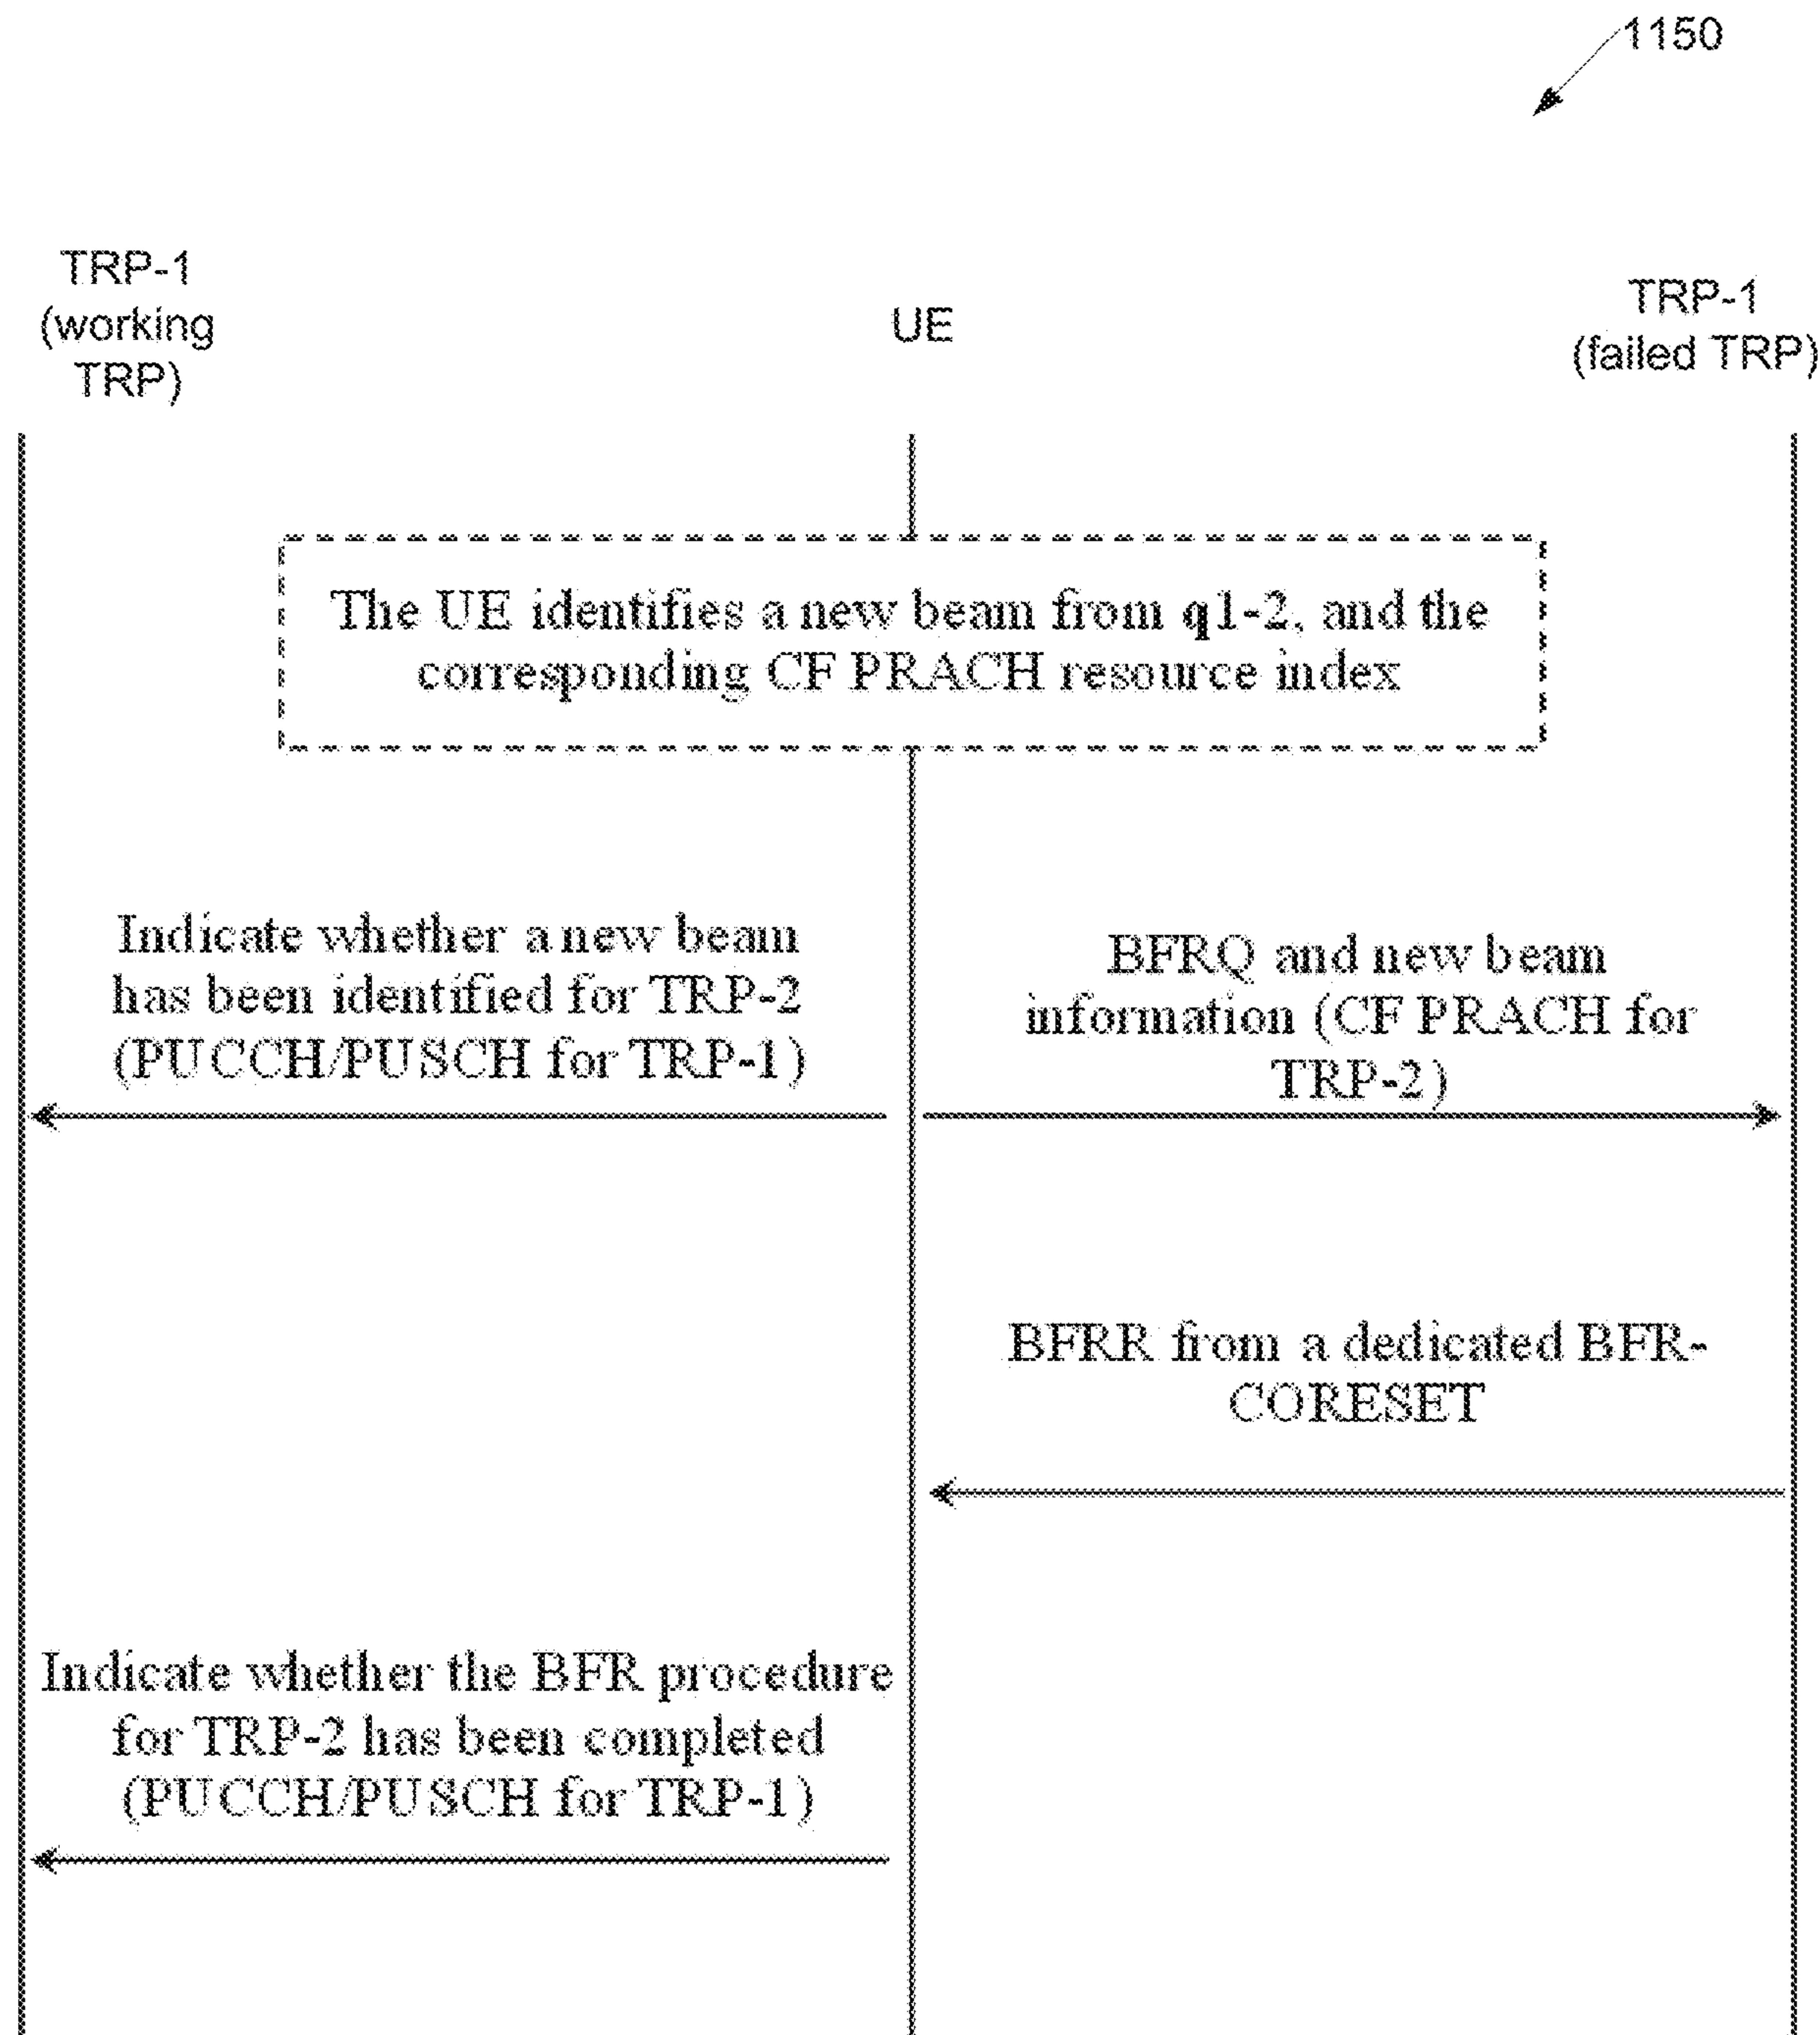 1150
TRP-1
(working
TRP)
UE
TRP-1
(failed TRP)
The UE identifies a new beam from q1-2, and the
corresponding CF PRACH resource index
Indicate whether a new beam
has been identified for TRP-2
(PUCCH/PUSCH for TRP-1)
BFRQ and new beam
information (CF PRACH for
TRP-2)
BFRR from a dedicated BFR-
CORESET
Indicate whether the BFR procedure
for TRP-2 has been completed
(PUCCH/PUSCH for TRP-1)